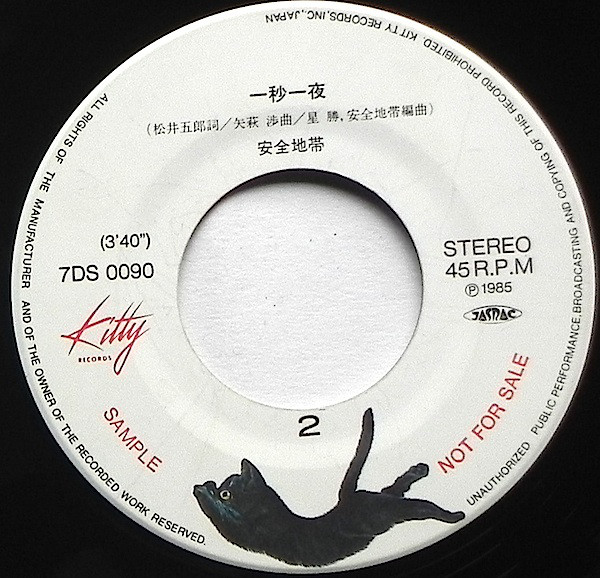 一秒一夜
(松井五郎詞/矢萩 渉曲/星 勝,安全地帯編曲)
安全地帯
(3'40")
7DS 0090
Kitty
RECORDS
STEREO
45 R.P.M
Ⓟ 1985
JASRAC
2
SAMPLE
NOT FOR SALE
ALL RIGHTS OF THE MANUFACTURER AND OF THE OWNER OF THE RECORDED WORK RESERVED.
UNAUTHORIZED PUBLIC PERFORMANCE, BROADCASTING AND COPYING OF THIS RECORD PROHIBITED. KITTY RECORDS, INC., JAPAN